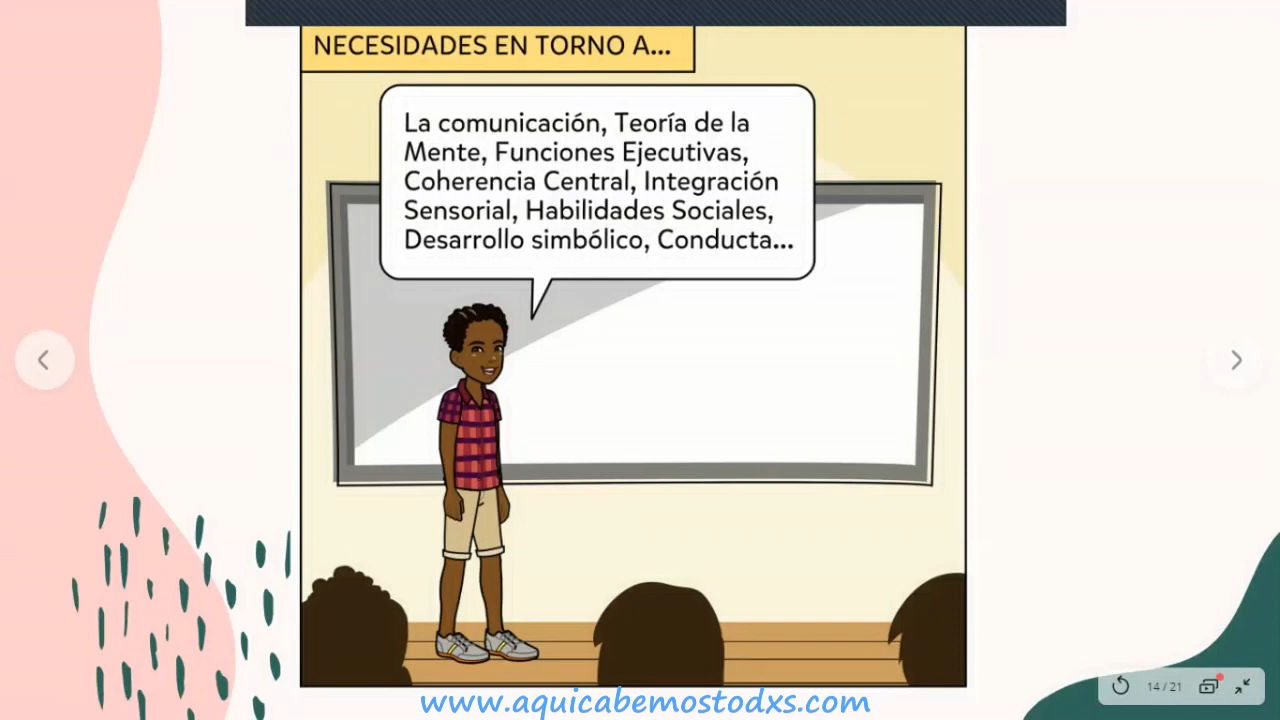 NECESIDADES EN TORNO A...
La comunicación, Teoría de la
Mente, Funciones Ejecutivas,
Coherencia Central, Integración
Sensorial, Habilidades Sociales,
Desarrollo simbólico, Conducta...
14 / 21
www.aquicabemostodxs.com